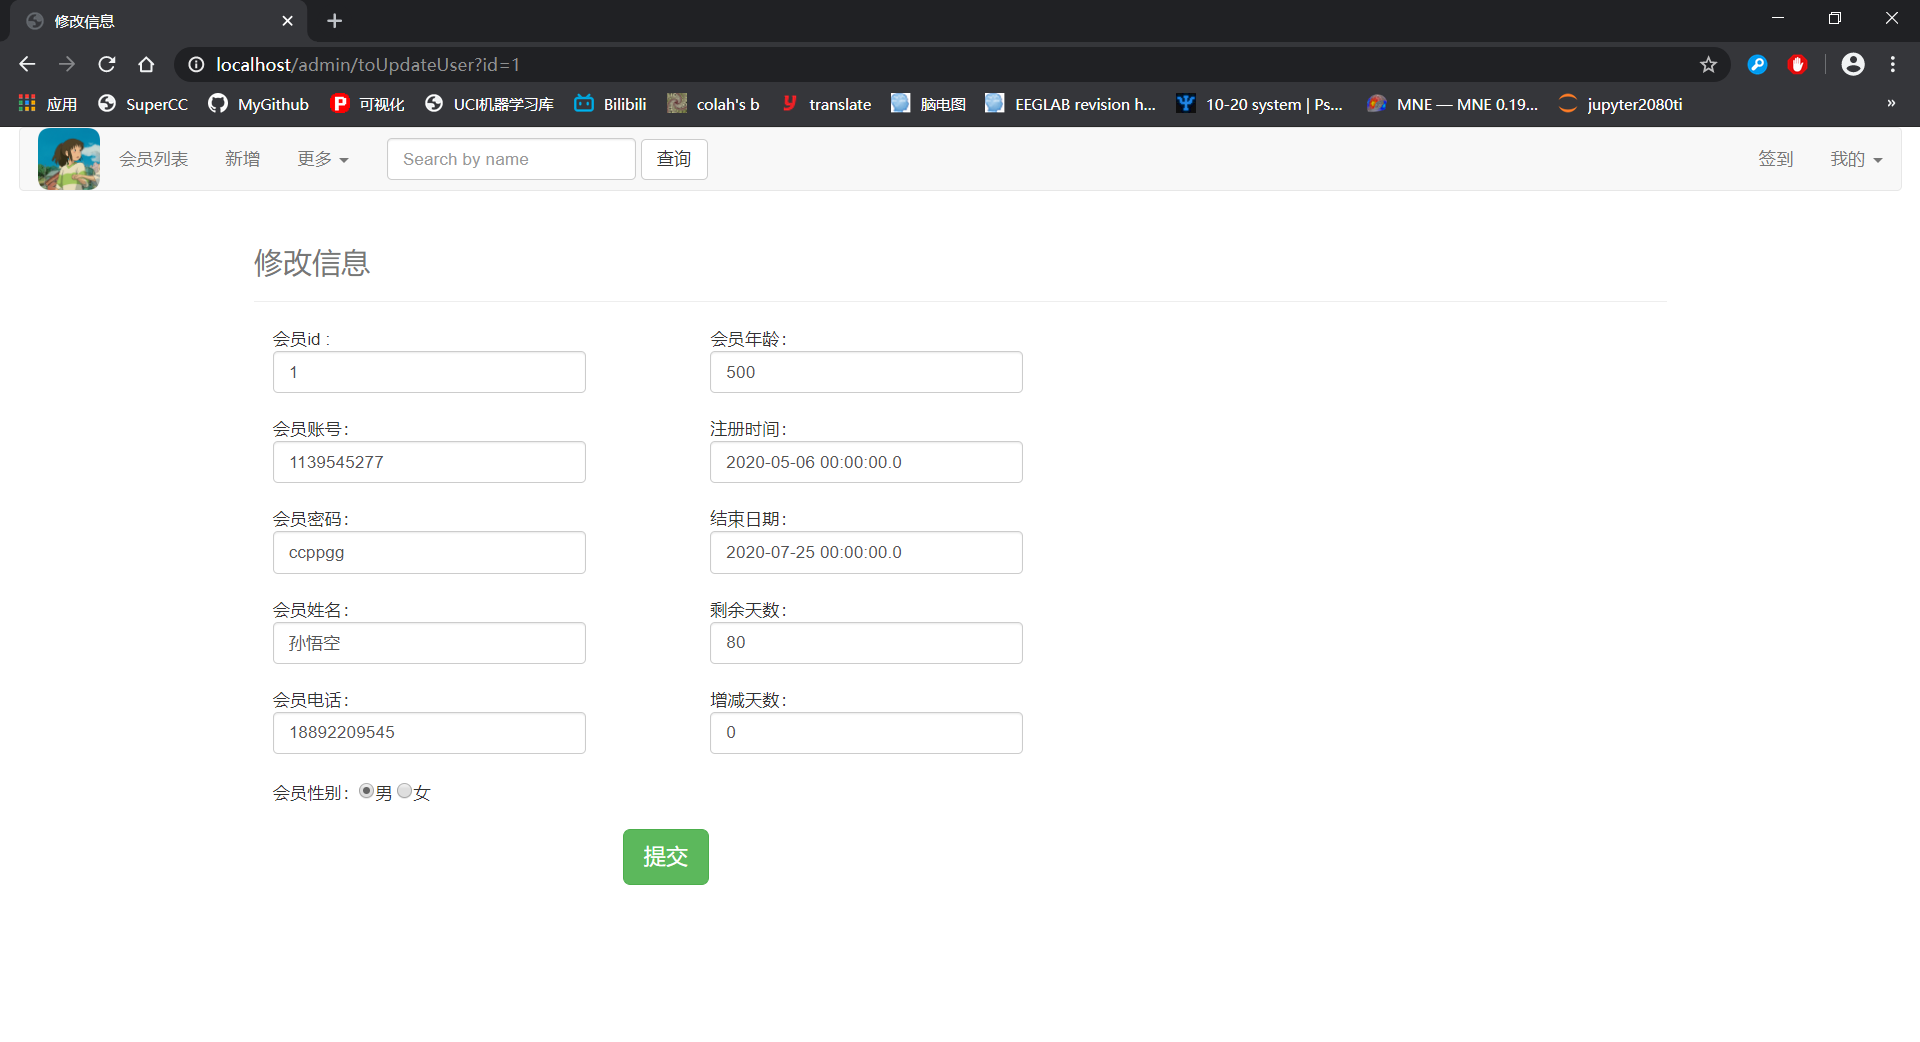 修改信息
localhost/admin/toUpdateUser?id=1
应用 SuperCC MyGithub 可视化 UCI机器学习库 Bilibili colah's b translate 脑电图 EEGLAB revision h... 10-20 system | Ps... MNE — MNE 0.19... jupyter2080ti »
会员列表 新增 更多 Search by name 查询 签到 我的
修改信息
会员id : 会员年龄：
1 500
会员账号： 注册时间：
1139545277 2020-05-06 00:00:00.0
会员密码： 结束日期：
ccppgg 2020-07-25 00:00:00.0
会员姓名： 剩余天数：
孙悟空 80
会员电话： 增减天数：
18892209545 0
会员性别：男 女
提交